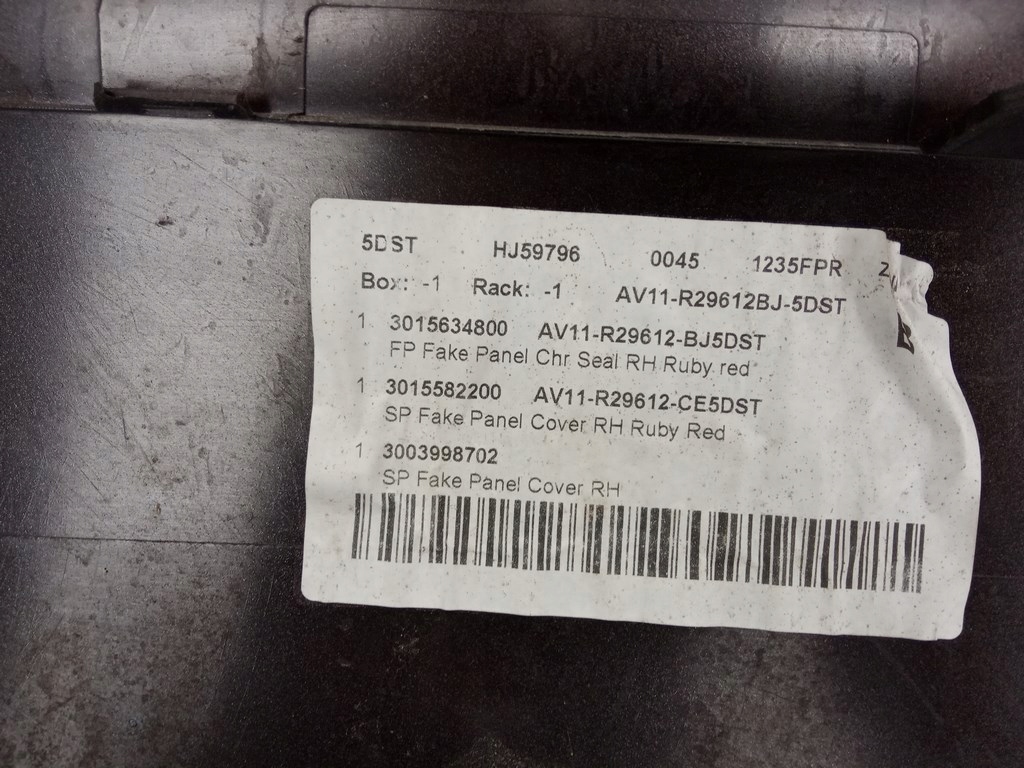 5DST HJ59796 0045 1235FPR
Box: -1 Rack: -1 AV11-R29612BJ-5DST
1 3015634800 AV11-R29612-BJ5DST
FP Fake Panel Chr Seal RH Ruby red
1 3015582200 AV11-R29612-CE5DST
SP Fake Panel Cover RH Ruby Red
1 3003998702
SP Fake Panel Cover RH